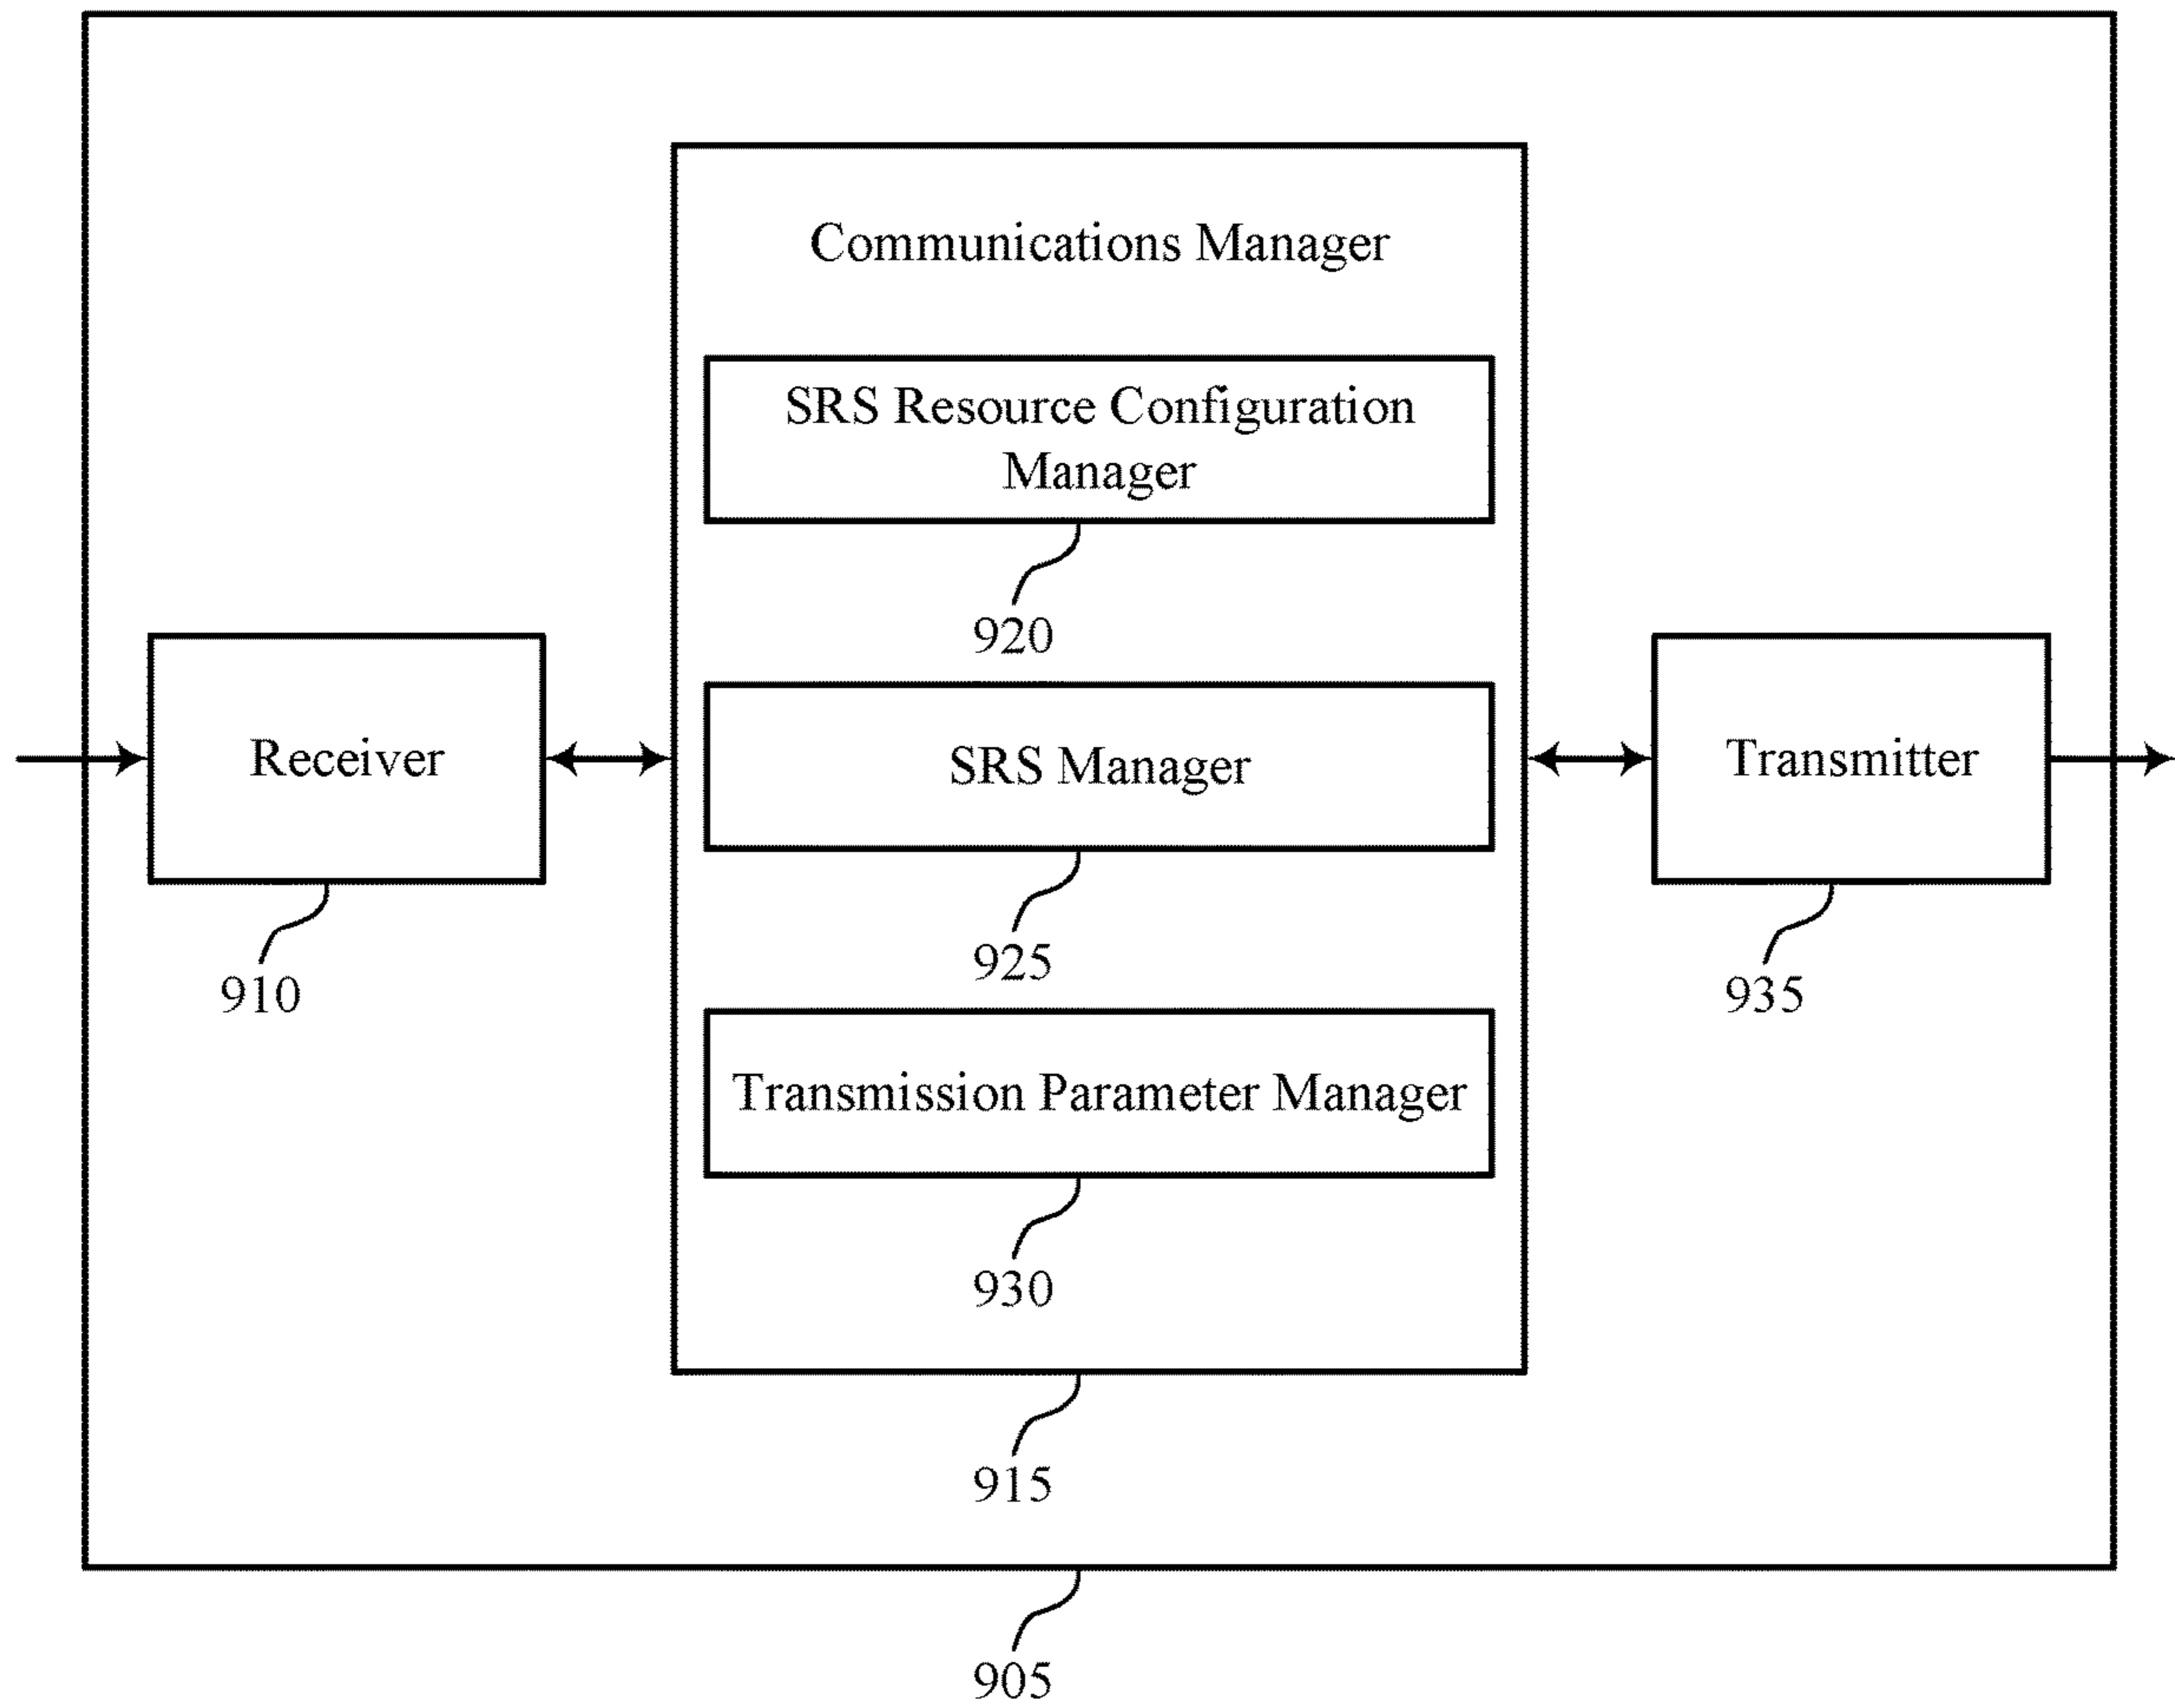 Communications Manager
SRS Resource Configuration
Manager
920
Receiver
SRS Manager
Transmitter
910
925
935
Transmission Parameter Manager
930
915
905